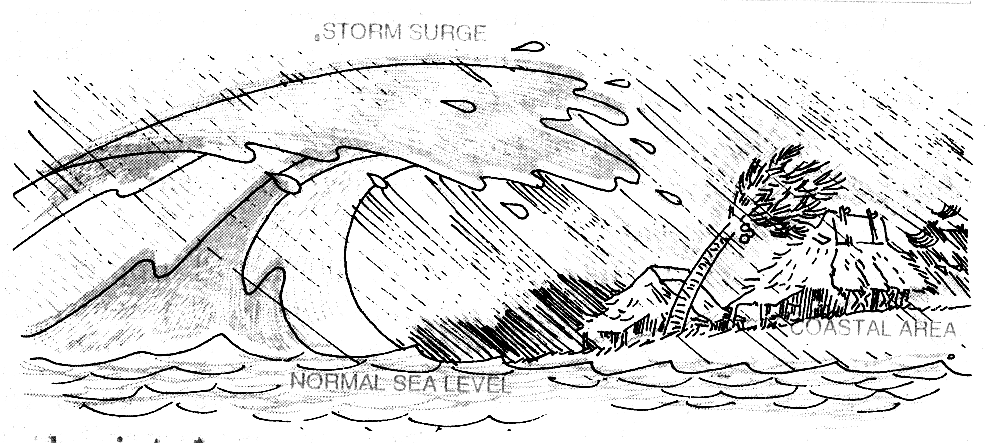 STORM SURGE
COASTAL AREA
NORMAL SEA LEVEL